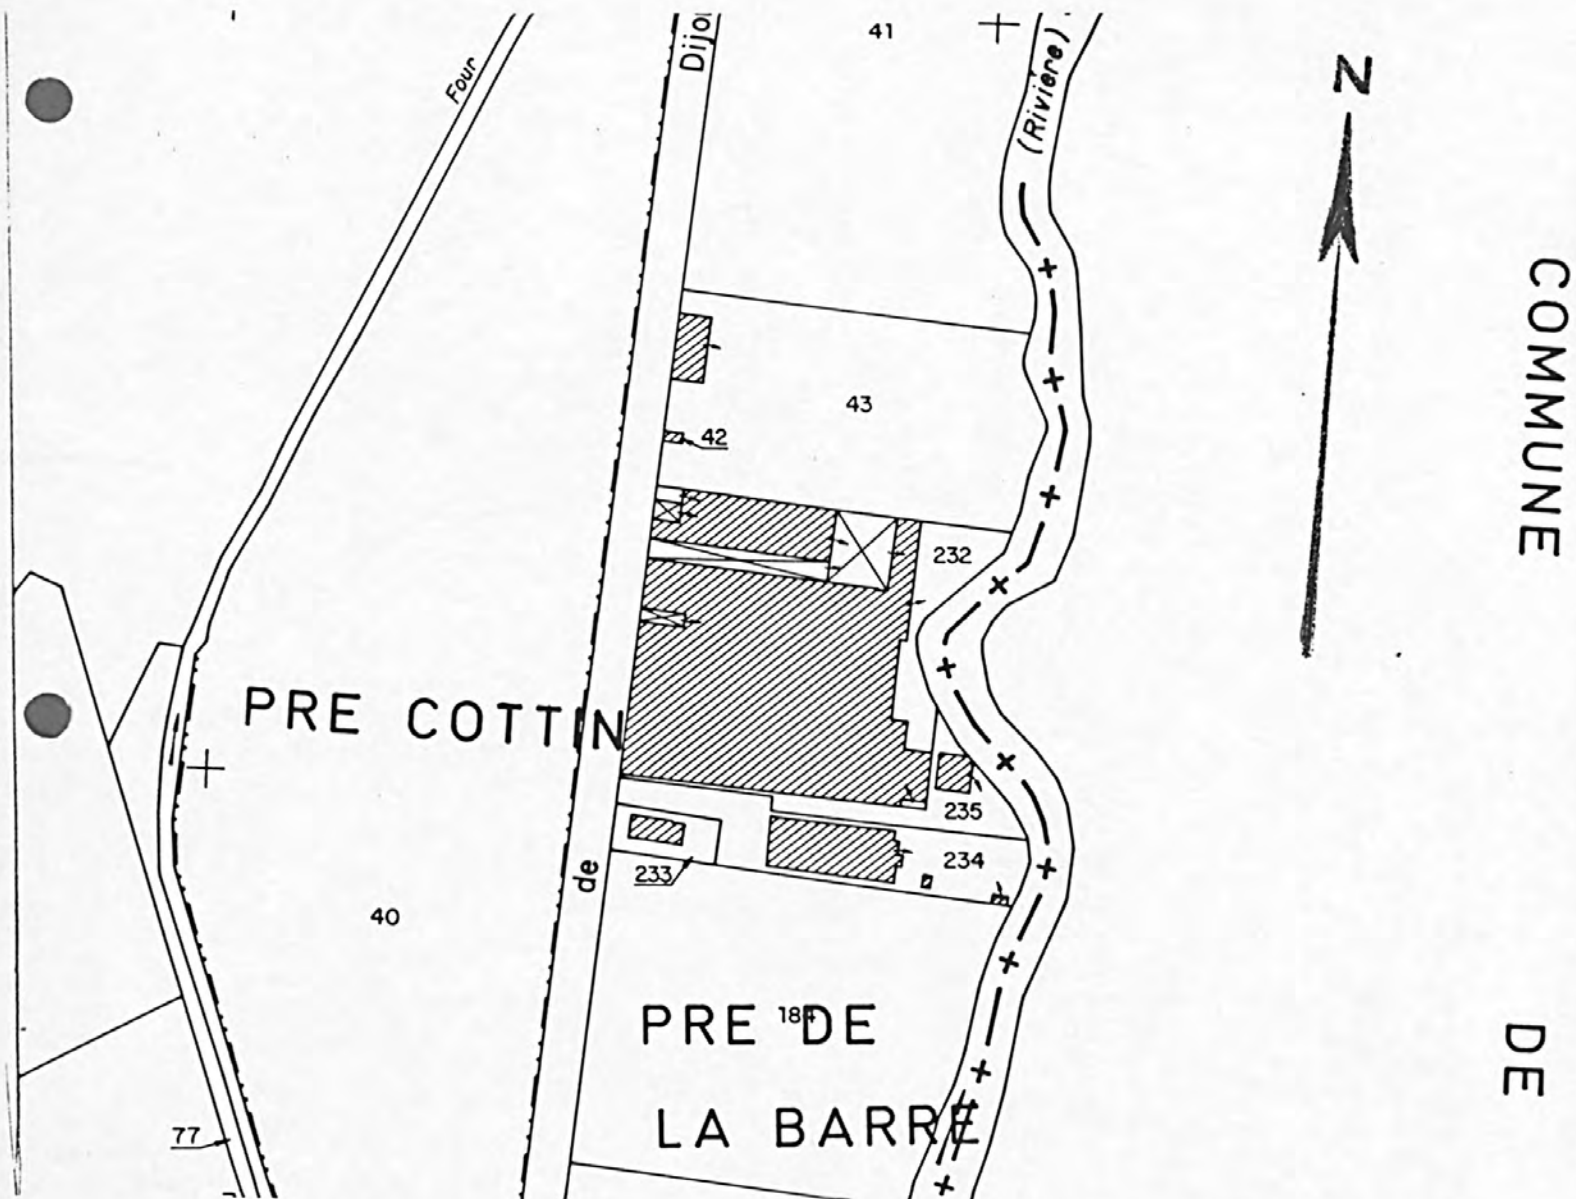 41
Dijon
Four
(Rivière)
N
COMMUNE
43
42
232
PRE COTTIN
235
234
233
de
40
184
PRE DE
LA BARRE
DE
77